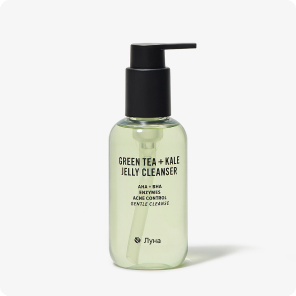 GREEN TEA + KALE
JELLY CLEANSER
AHA + BHA
ENZYMES
ACNE CONTROL
GENTLE CLEANSE
Луна